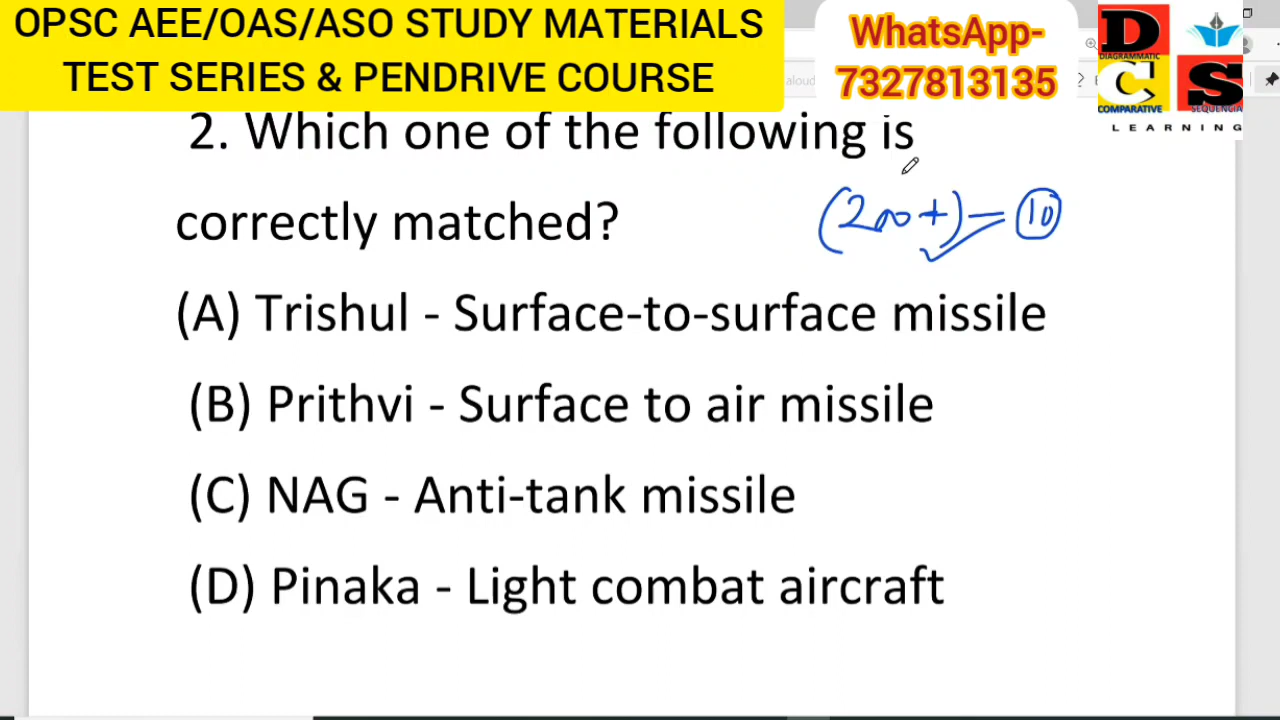 OPSC AEE/OAS/ASO STUDY MATERIALS
TEST SERIES & PENDRIVE COURSE
WhatsApp-
7327813135
D
DIAGRAMMATIC
C S
COMPARATIVE SEQUENCIA
LEARNING
aloud
2. Which one of the following is
correctly matched?
(200+) – 10
(A) Trishul - Surface-to-surface missile
(B) Prithvi - Surface to air missile
(C) NAG - Anti-tank missile
(D) Pinaka - Light combat aircraft